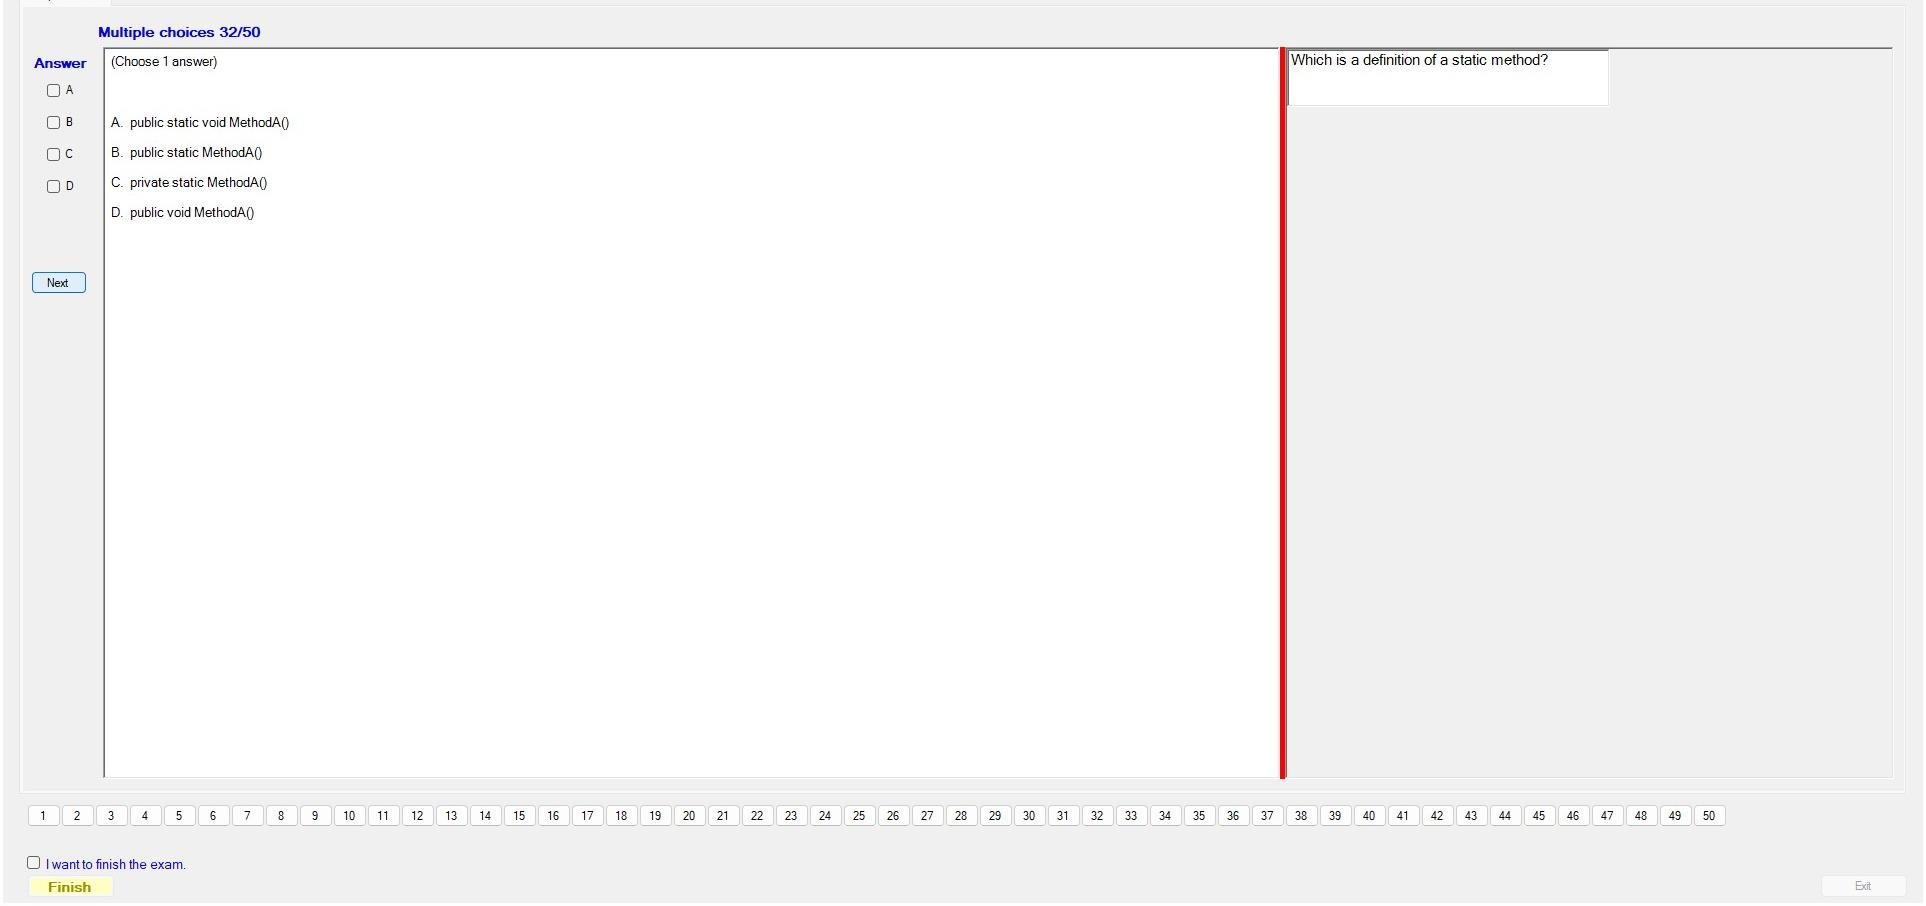 Multiple choices 32/50
Answer
A
B
C
D
Next
(Choose 1 answer)
A. public static void MethodA()
B. public static MethodA()
C. private static MethodA()
D. public void MethodA()
Which is a definition of a static method?
1 2 3 4 5 6 7 8 9 10 11 12 13 14 15 16 17 18 19 20 21 22 23 24 25 26 27 28 29 30 31 32 33 34 35 36 37 38 39 40 41 42 43 44 45 46 47 48 49 50
I want to finish the exam.
Finish
Exit